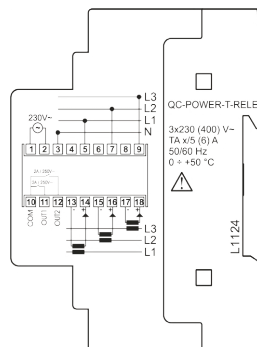 L3
L2
L1
N
230V~
1 2 3 4 5 6 7 8 9
2A | 250V~
2A | 250V~
10 11 12 13 14 15 16 17 18
COM OUT1 OUT2
L3
L2
L1
QC-POWER-T-RELE
3x230 (400) V~
TA x/5 (6) A
50/60 Hz
0 ÷ +50 °C
L1124